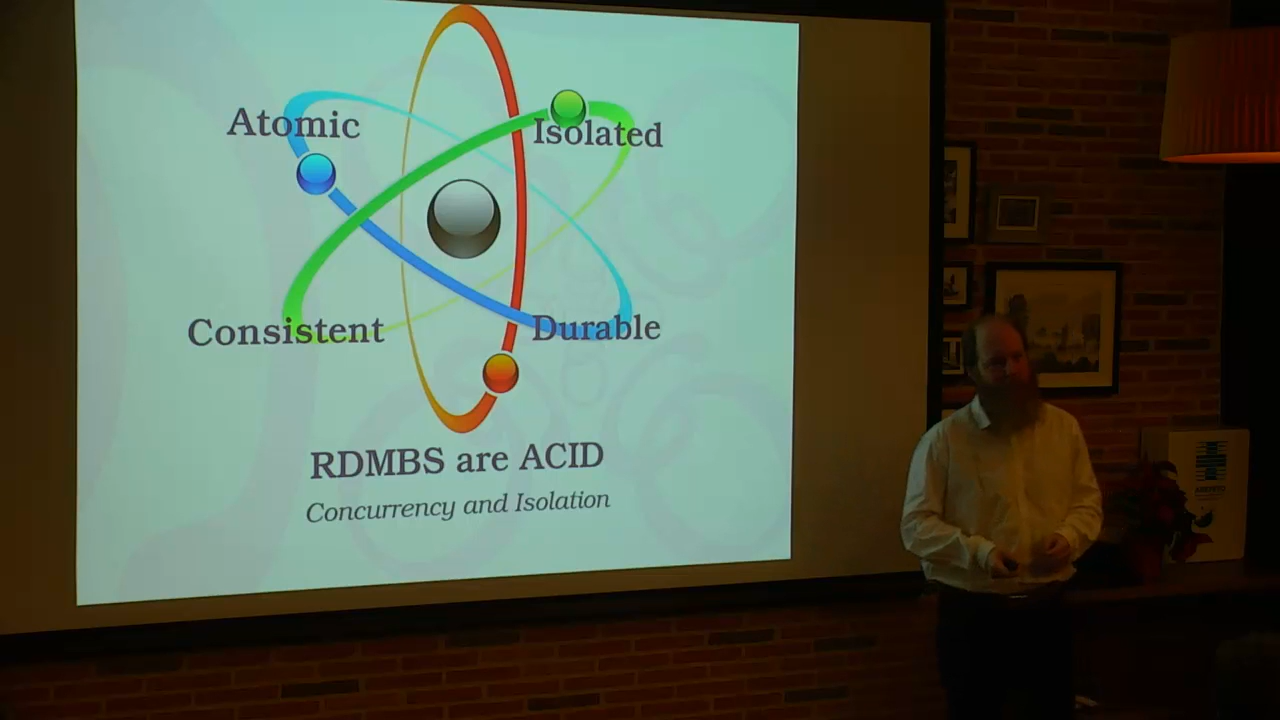 Atomic
Isolated
Consistent
Durable
RDMBS are ACID
Concurrency and Isolation